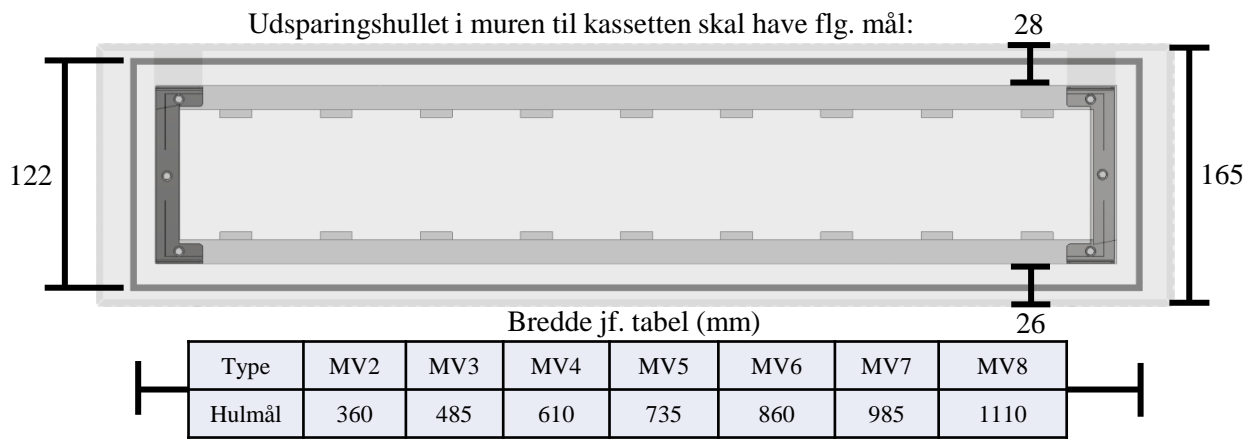 Udsparingshullet i muren til kassetten skal have flg. mål:
28
122
165
26
Bredde jf. tabel (mm)
Type MV2 MV3 MV4 MV5 MV6 MV7 MV8
Hulmål 360 485 610 735 860 985 1110